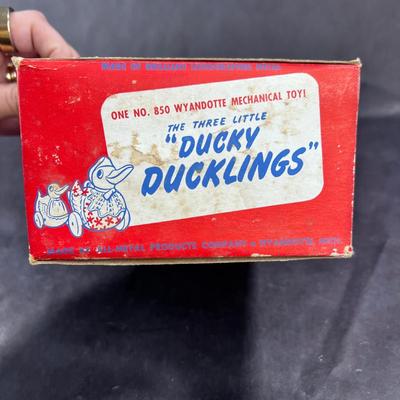 MADE OF BRILLIANT LITHOGRAPHED METAL
ONE NO. 850 WYANDOTTE MECHANICAL TOY!
THE THREE LITTLE
"DUCKY
DUCKLINGS"
MADE BY ALL-METAL PRODUCTS COMPANY • WYANDOTTE, MICH.